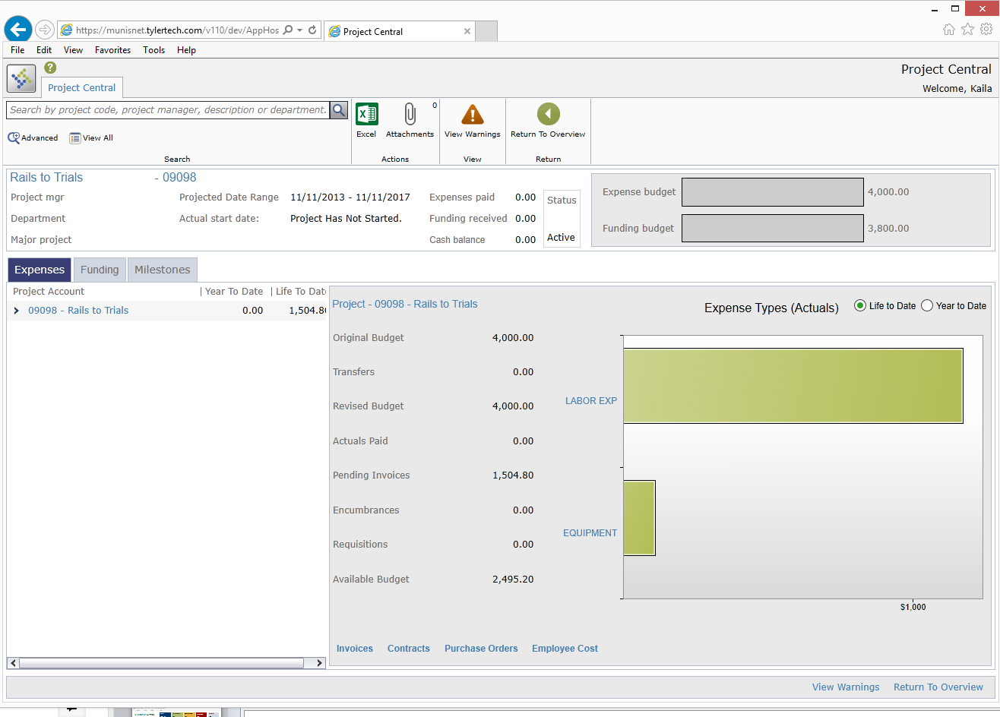 https://munisnet.tylertech.com/v110/dev/AppHos
Project Central
File Edit View Favorites Tools Help
?
Project Central
Project Central
Welcome, Kaila
Search by project code, project manager, description or department.
Advanced View All
Search
Excel
0
Attachments
Actions
View Warnings
View
Return To Overview
Return
Rails to Trials - 09098
Project mgr
Department
Major project
Projected Date Range 11/11/2013 - 11/11/2017
Actual start date: Project Has Not Started.
Expenses paid 0.00
Funding received 0.00
Cash balance 0.00
Status
Active
Expense budget 4,000.00
Funding budget 3,800.00
Expenses Funding Milestones
Project Account | Year To Date | Life To Date
09098 - Rails to Trials 0.00 1,504.80
Project - 09098 - Rails to Trials
Original Budget 4,000.00
Transfers 0.00
Revised Budget 4,000.00
Actuals Paid 0.00
Pending Invoices 1,504.80
Encumbrances 0.00
Requisitions 0.00
Available Budget 2,495.20
Expense Types (Actuals) Life to Date Year to Date
LABOR EXP
EQUIPMENT
$1,000
Invoices Contracts Purchase Orders Employee Cost
View Warnings Return To Overview